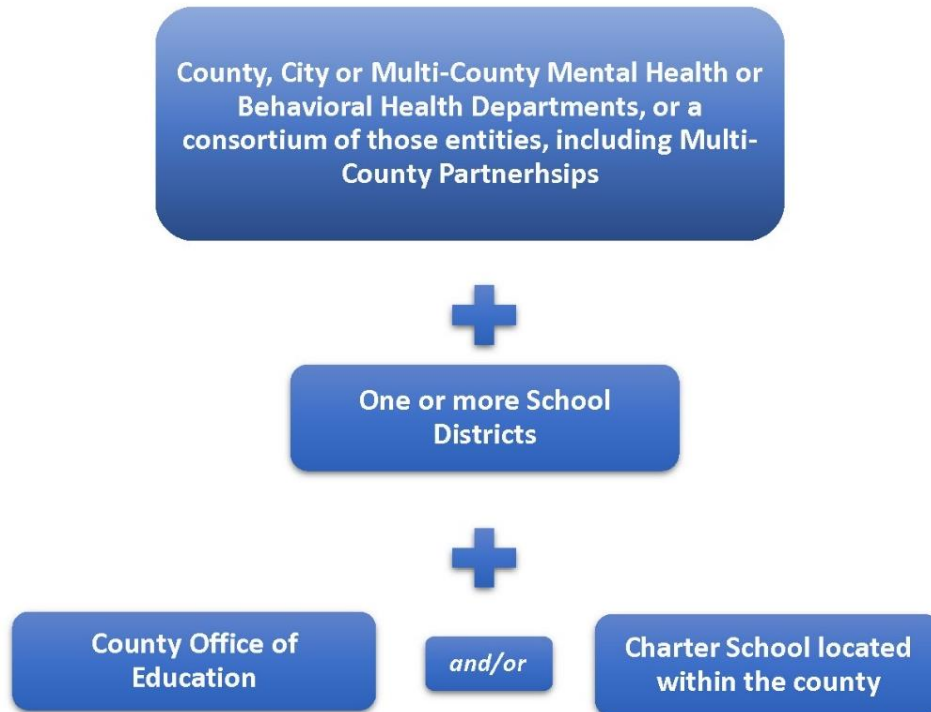 County, City or Multi-County Mental Health or
Behavioral Health Departments, or a
consortium of those entities, including Multi-
County Partnerhsips
One or more School
Districts
County Office of
Education
and/or
Charter School located
within the county